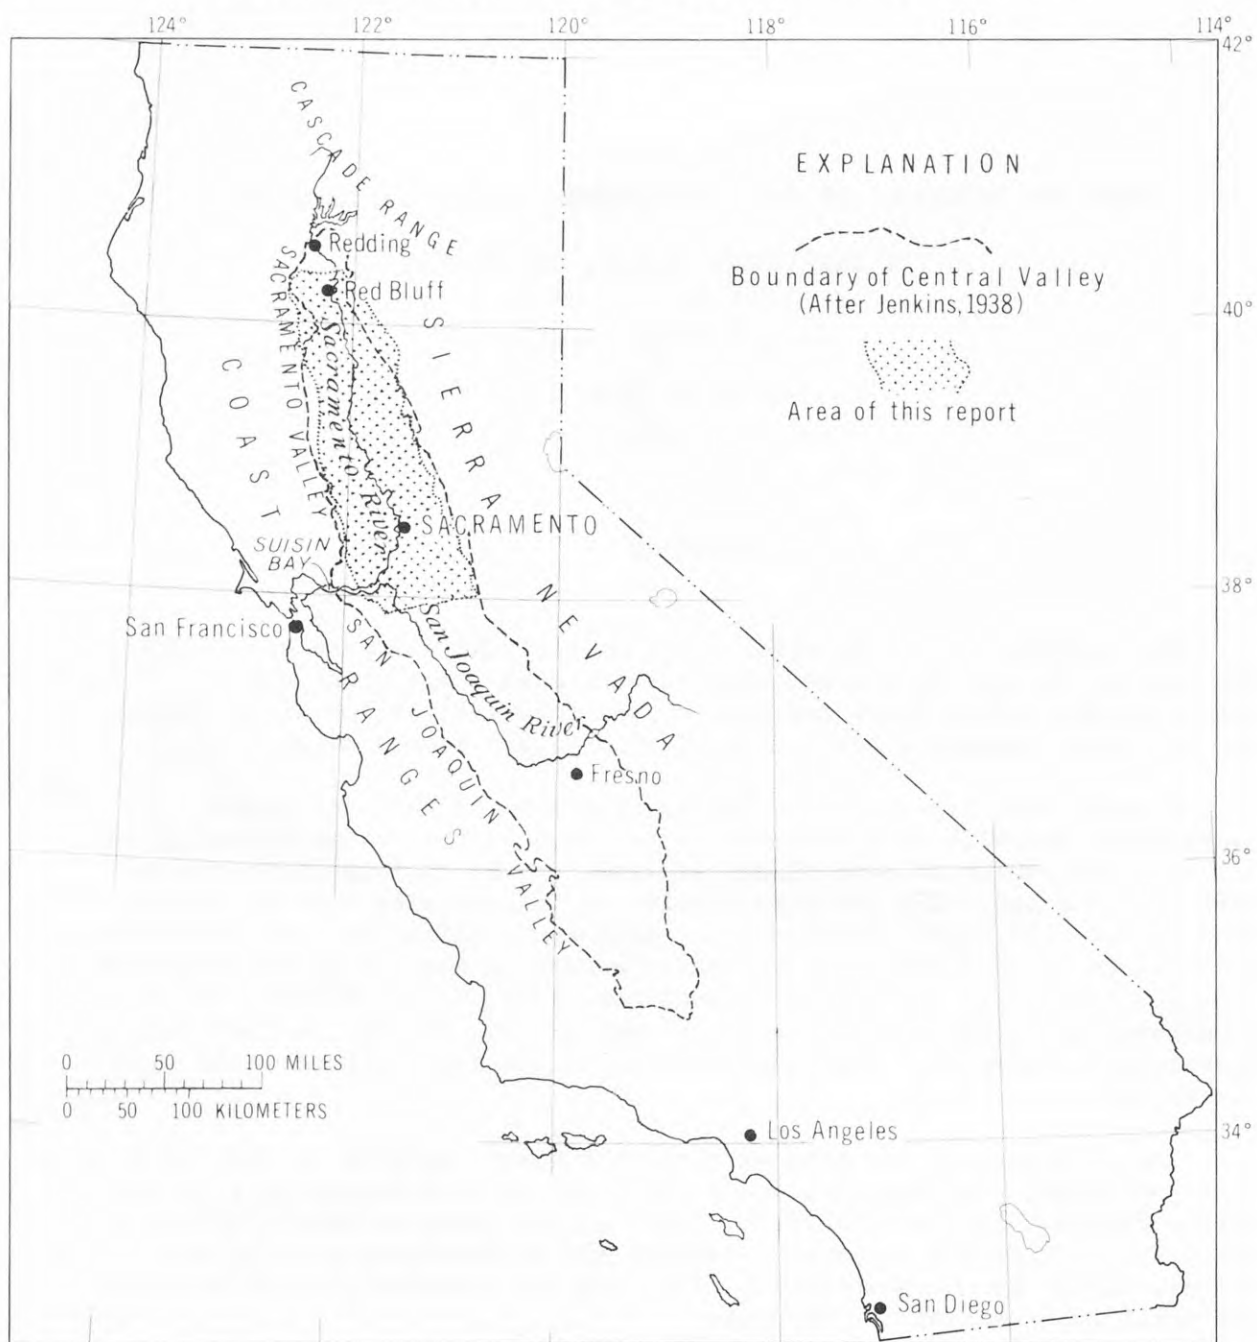 124° 122° 120° 118° 116° 114°
42°
CASCADE RANGE
EXPLANATION
Boundary of Central Valley
(After Jenkins, 1938)
Area of this report
Redding
Red Bluff
40°
SACRAMENTO VALLEY
Sacramento River
SIERRA NEVADA
COAST RANGES
SACRAMENTO
SUISIN
BAY
38°
San Francisco
San Joaquin River
SAN JOAQUIN VALLEY
Fresno
36°
0 50 100 MILES
0 50 100 KILOMETERS
Los Angeles
34°
San Diego